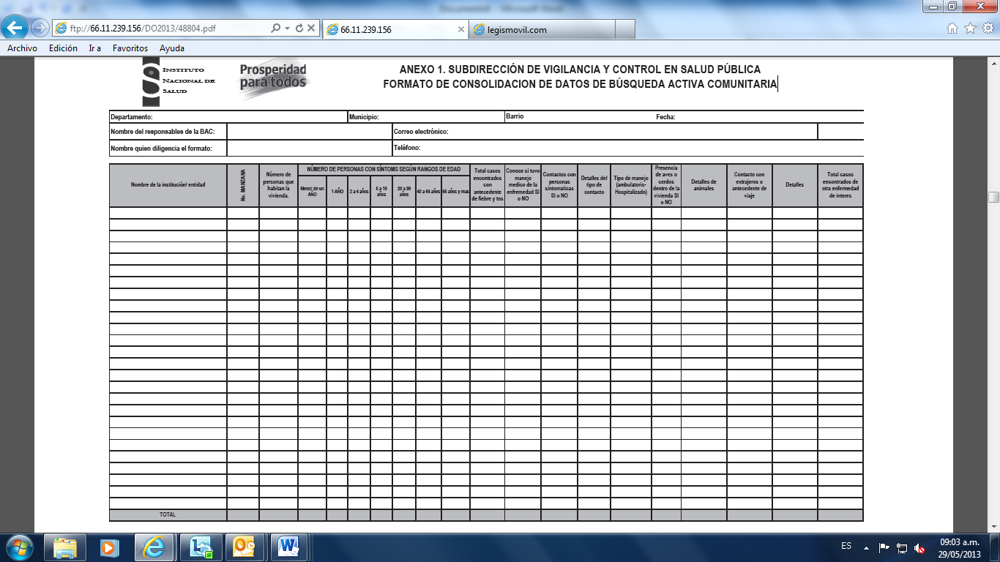 ftp://66.11.239.156/DO2013/48804.pdf
66.11.239.156
legismovil.com
Archivo Edición Ir a Favoritos Ayuda
INSTITUTO
NACIONAL DE
SALUD
Prosperidad
para todos
ANEXO 1. SUBDIRECCIÓN DE VIGILANCIA Y CONTROL EN SALUD PÚBLICA
FORMATO DE CONSOLIDACION DE DATOS DE BÚSQUEDA ACTIVA COMUNITARIA
Departamento: Municipio: Barrio Fecha:
Nombre del responsables de la BAC: Correo electrónico:
Nombre quien diligencia el formato: Teléfono:
Nombre de la institución/ entidad
No. MANZANA
Número de
personas que
habitan la
vivienda.
NÚMERO DE PERSONAS CON SÍNTOMS SEGÚN RANGOS DE EDAD
Menor de un
AÑO
1 AÑO
2 a 4 años
5 a 19
años
20 a 39
años
40 a 64 años
65 años y mas
Total casos
encontrados
con
antecedente
de fiebre y tos
Conoce si tuvo
manejo
medico de la
enfremedad SI
o NO
Contactos con
personas
sintomaticas
SI o NO
Detalles del
tipo de
contacto
Tipo de manejo
(ambulatorio-
Hospitalizado)
Presencia
de aves o
cerdos
dentro de la
vivienda SI
o NO
Detalles de
animales
Contacto con
extrajeros o
antecedente de
viaje
Detalles
Total casos
encontrados de
otra enfermedad
de interes
TOTAL
ES
09:03 a.m.
29/05/2013